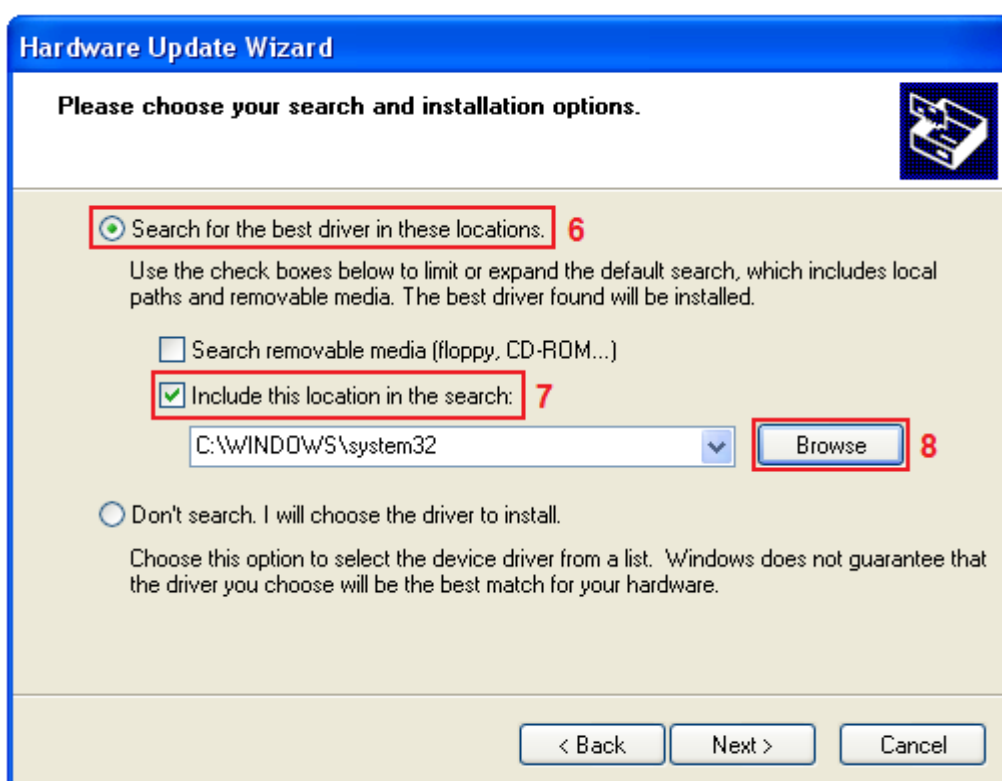 Hardware Update Wizard
Please choose your search and installation options.
Search for the best driver in these locations. 6
Use the check boxes below to limit or expand the default search, which includes local
paths and removable media. The best driver found will be installed.
Search removable media (floppy, CD-ROM...)
Include this location in the search: 7
C:\WINDOWS\system32
Browse 8
Don't search. I will choose the driver to install.
Choose this option to select the device driver from a list. Windows does not guarantee that
the driver you choose will be the best match for your hardware.
< Back Next > Cancel